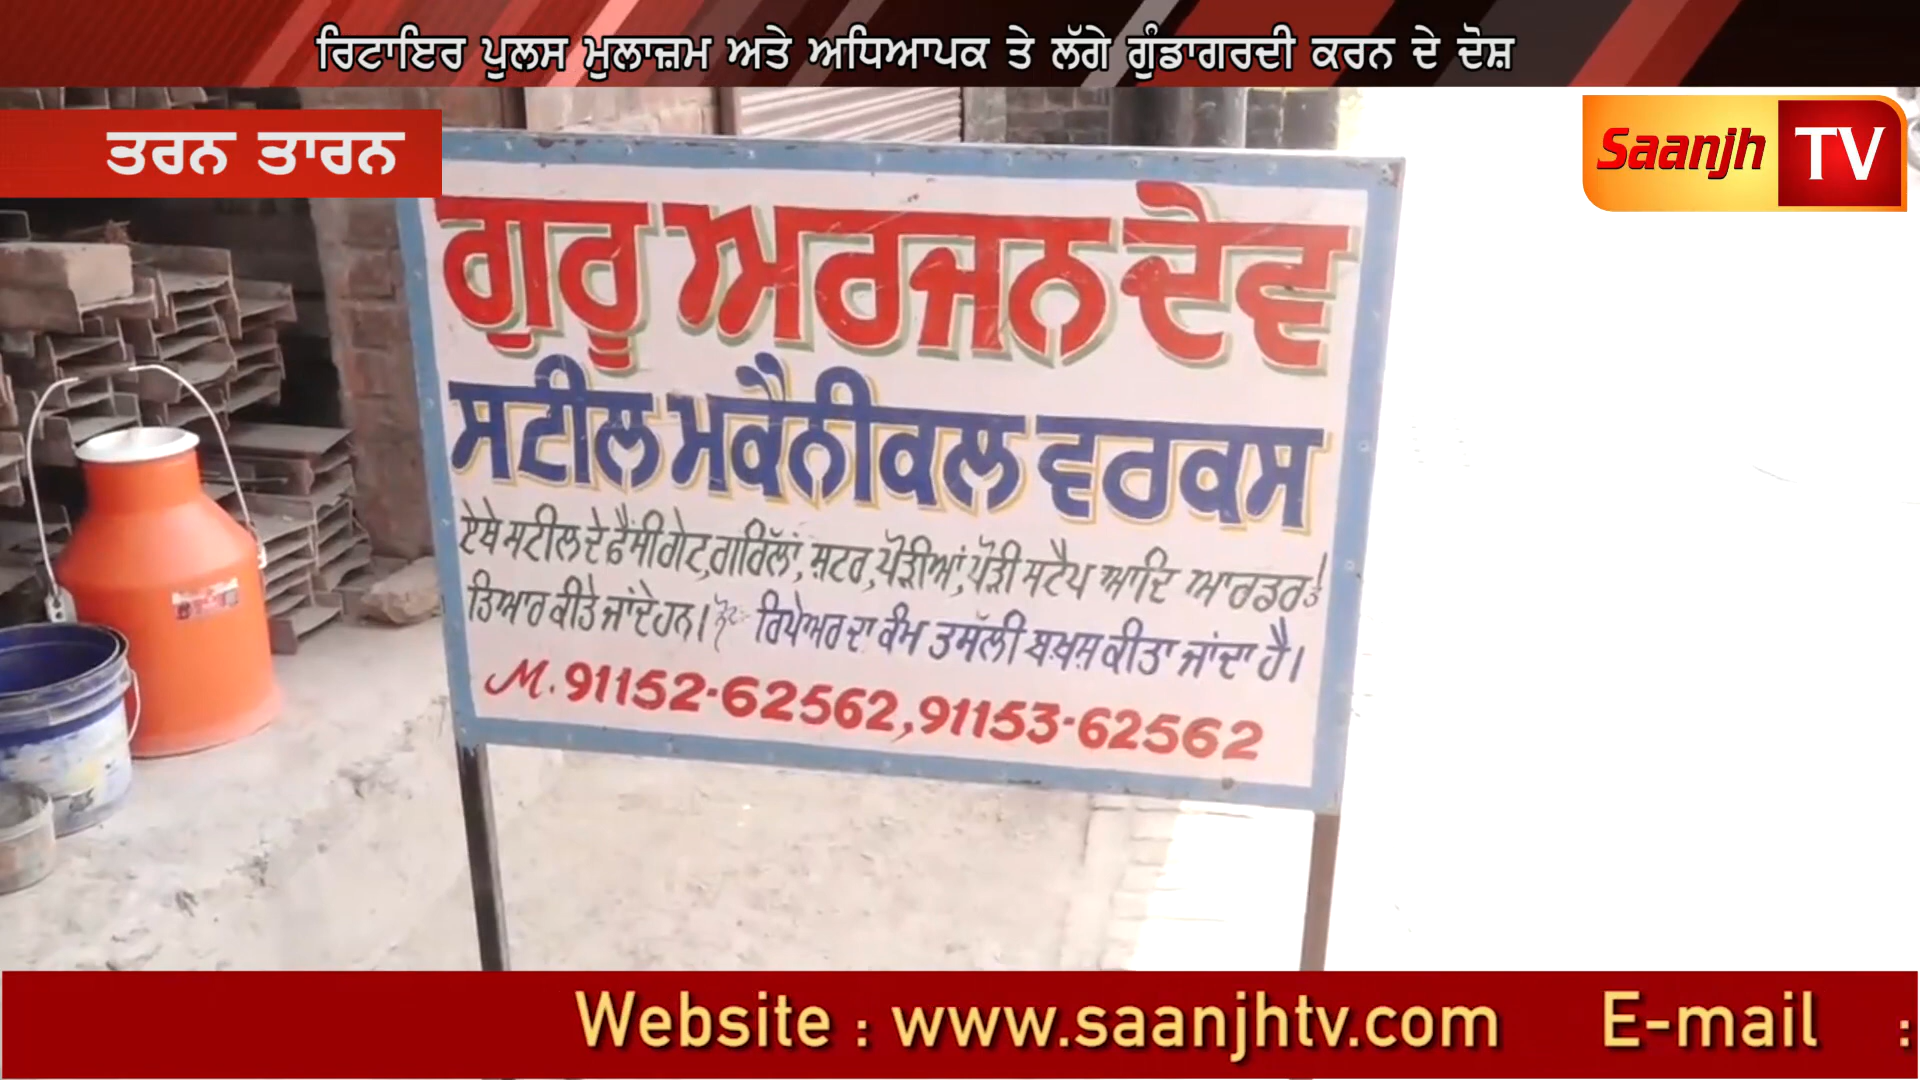 ਰਿਟਾਇਰ ਪੁਲਸ ਮੁਲਾਜ਼ਮ ਅਤੇ ਅਧਿਆਪਕ ਤੇ ਲੱਗੇ ਗੁੰਡਾਗਰਦੀ ਕਰਨ ਦੇ ਦੋਸ਼
ਤਰਨ ਤਾਰਨ
Saanjh TV
ਗੁਰੂ ਅਰਜਨ ਦੇਵ
ਸਟੀਲ ਮਕੈਨੀਕਲ ਵਰਕਸ
ਏਥੇ ਸਟੀਲ ਦੇ ਫੈਂਸੀ ਗੇਟ, ਗਰਿੱਲਾਂ, ਸ਼ਟਰ, ਪੌੜੀਆਂ, ਪੌੜੀ ਸਟੈਪ ਆਦਿ ਆਰਡਰ ਤੇ
ਤਿਆਰ ਕੀਤੇ ਜਾਂਦੇ ਹਨ। ਨੋਟ:- ਰਿਪੇਅਰ ਦਾ ਕੰਮ ਤਸੱਲੀ ਬਖ਼ਸ਼ ਕੀਤਾ ਜਾਂਦਾ ਹੈ।
M. 91152-62562, 91153-62562
Website : www.saanjhtv.com E-mail :